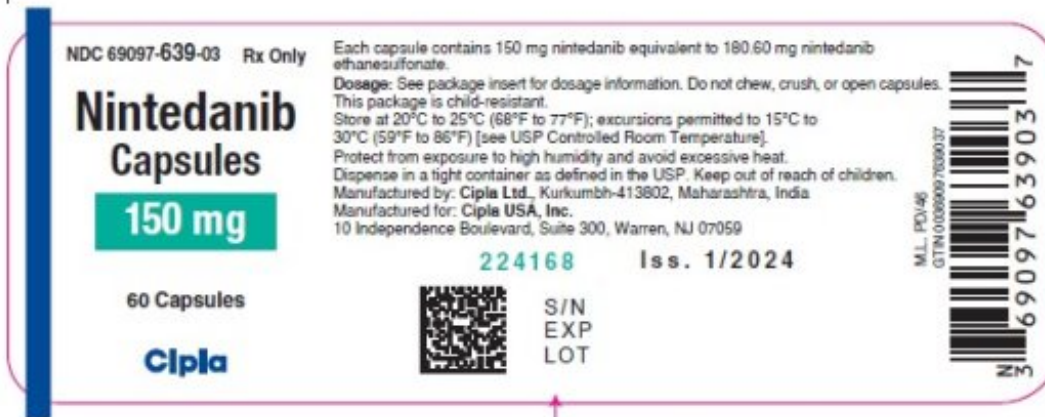 NDC 69097-639-03 Rx Only
Nintedanib
Capsules
150 mg
60 Capsules
Cipla
Each capsule contains 150 mg nintedanib equivalent to 180.60 mg nintedanib
ethanesulfonate.
Dosage: See package insert for dosage information. Do not chew, crush, or open capsules.
This package is child-resistant.
Store at 20°C to 25°C (68°F to 77°F); excursions permitted to 15°C to
30°C (59°F to 86°F) [see USP Controlled Room Temperature].
Protect from exposure to high humidity and avoid excessive heat.
Dispense in a tight container as defined in the USP. Keep out of reach of children.
Manufactured by: Cipla Ltd., Kurkumbh-413802, Maharashtra, India
Manufactured for: Cipla USA, Inc.
10 Independence Boulevard, Suite 300, Warren, NJ 07059
224168 Iss. 1/2024
S/N
EXP
LOT
M.L. PD/46
GTIN 00369097639037
N
3 69097 63903 7